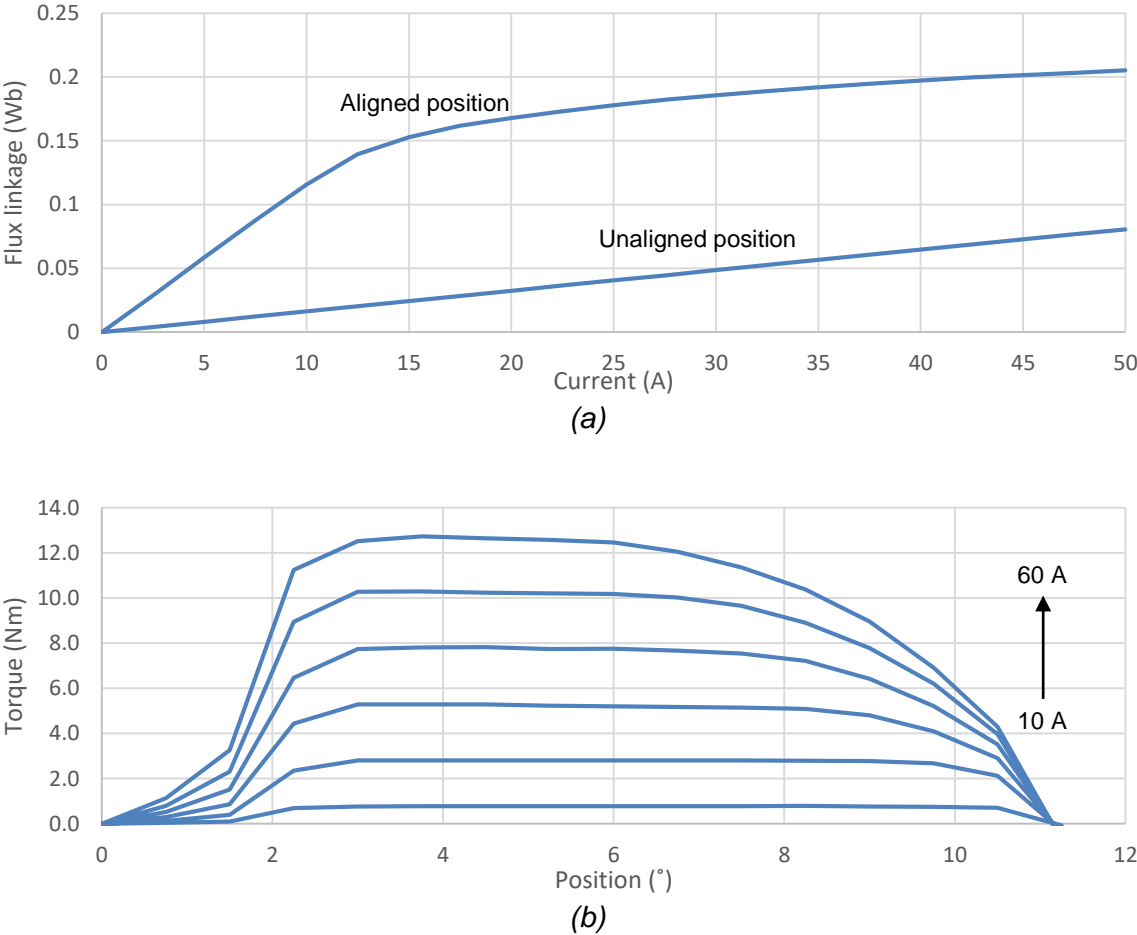 0.25
0.2
0.15
0.1
0.05
0
Flux linkage (Wb)
Aligned position
Unaligned position
0 5 10 15 20 25 30 35 40 45 50
Current (A)
(a)
14.0
12.0
10.0
8.0
6.0
4.0
2.0
0.0
Torque (Nm)
60 A
10 A
0 2 4 6 8 10 12
Position (˚)
(b)